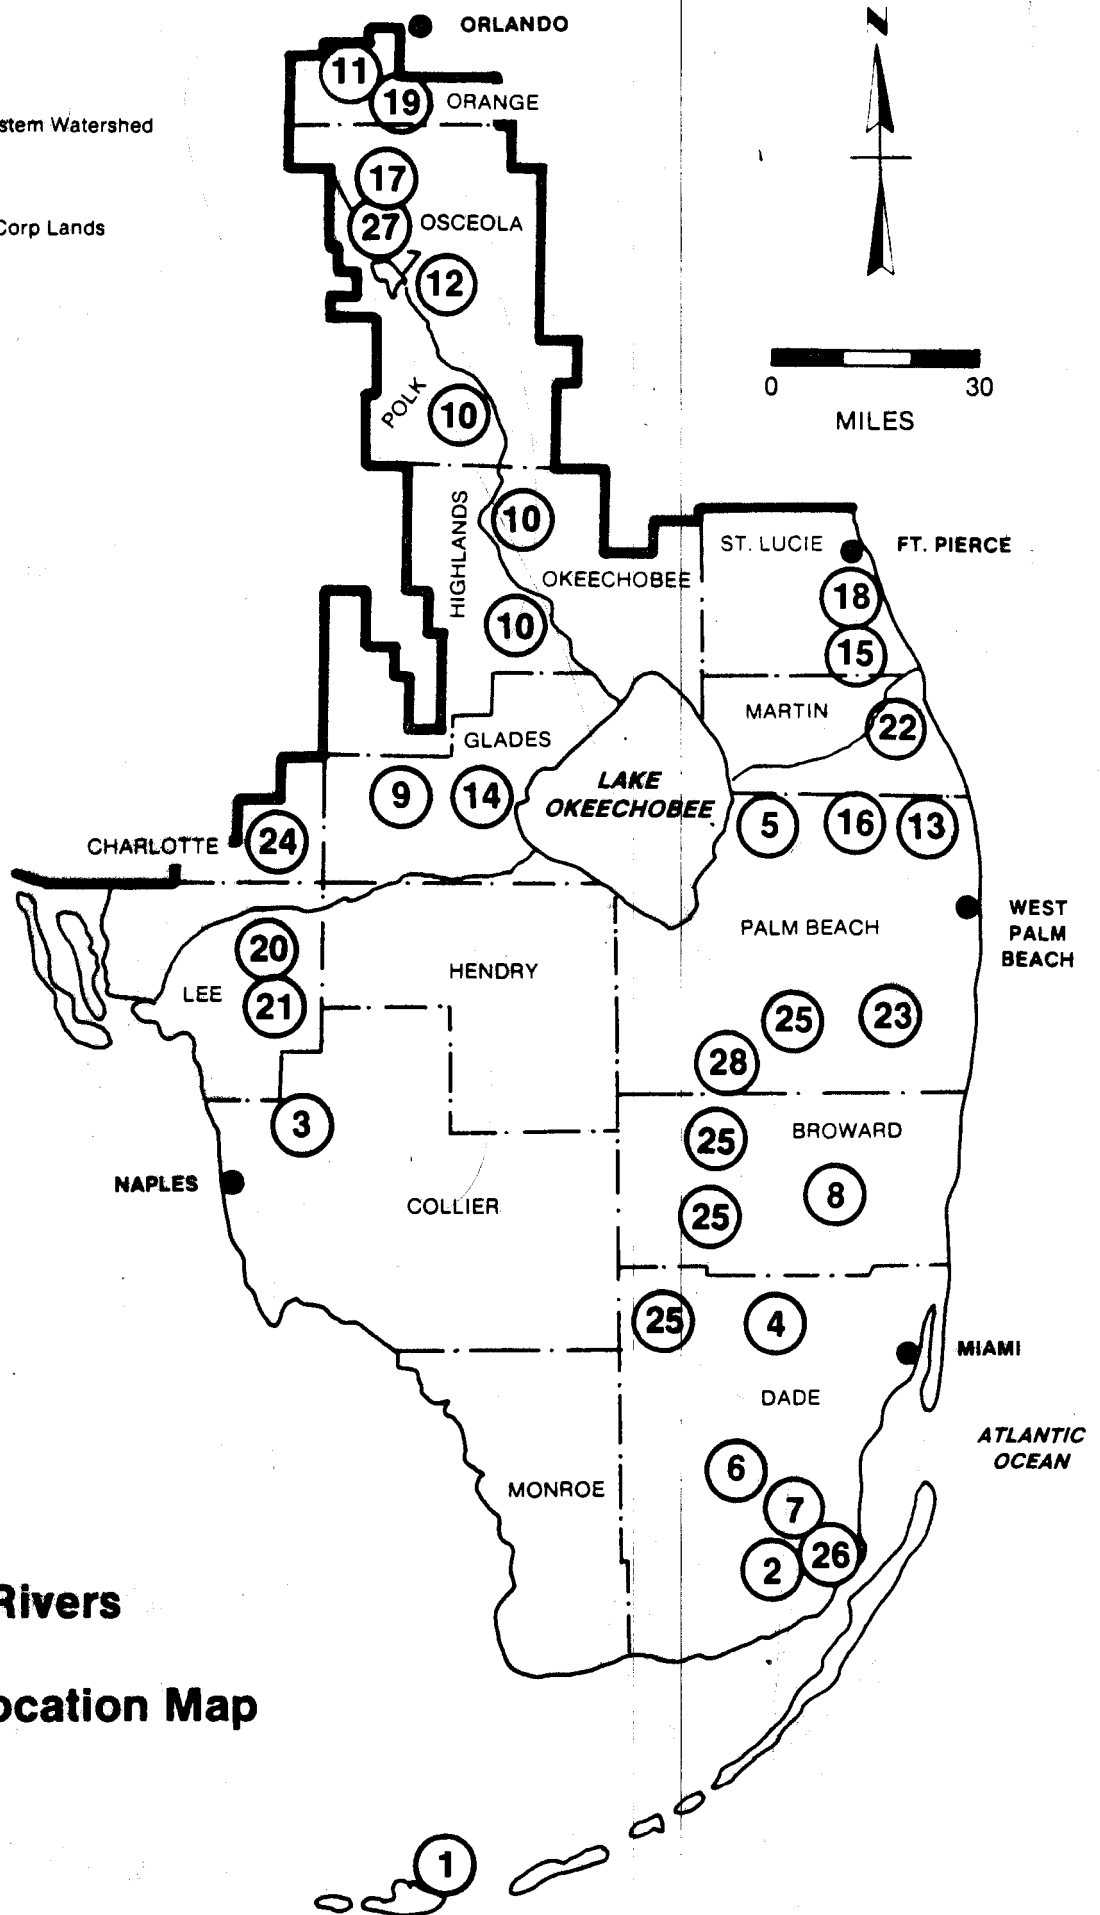 ORLANDO
N
11
19
ORANGE
stem Watershed
17
27
OSCEOLA
Corp Lands
12
0
30
MILES
POLK
10
HIGHLANDS
10
ST. LUCIE
FT. PIERCE
OKEECHOBEE
18
10
15
MARTIN
22
GLADES
9
14
LAKE
OKEECHOBEE
5
16
13
CHARLOTTE
24
WEST
PALM
BEACH
PALM BEACH
20
HENDRY
LEE
21
25
23
28
3
25
BROWARD
NAPLES
8
COLLIER
25
25
4
MIAMI
DADE
ATLANTIC
OCEAN
6
MONROE
7
26
2
Rivers
ocation Map
1